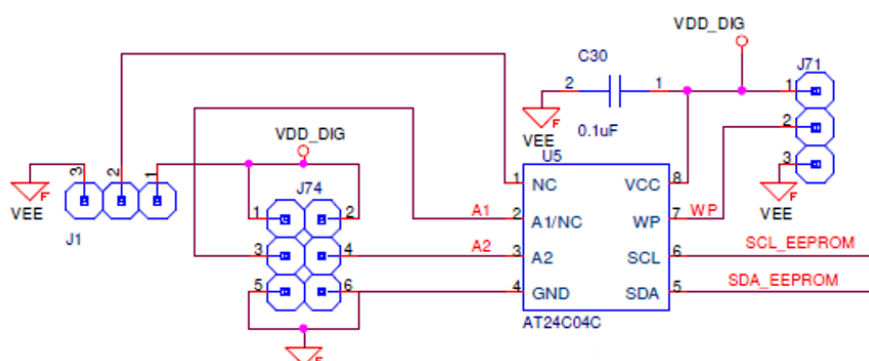 VDD_DIG
C30
J71
2
1
1
VEE
0.1uF
2
VDD_DIG
U5
3
3
2
1
VEE
J1
J74
1
NC
VCC
8
VEE
1
2
A1
2
A1/NC
WP
7
WP
3
4
A2
3
A2
SCL
6
SCL_EEPROM
5
6
4
GND
SDA
5
SDA_EEPROM
AT24C04C
F
F
F
F